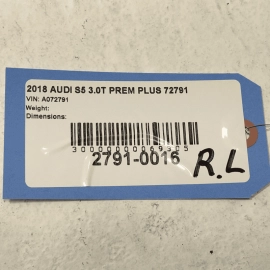 2018 AUDI S5 3.0T PREM PLUS 72791
VIN: A072791
Weight:
Dimensions:
3000000069305
2791-0016
R.L